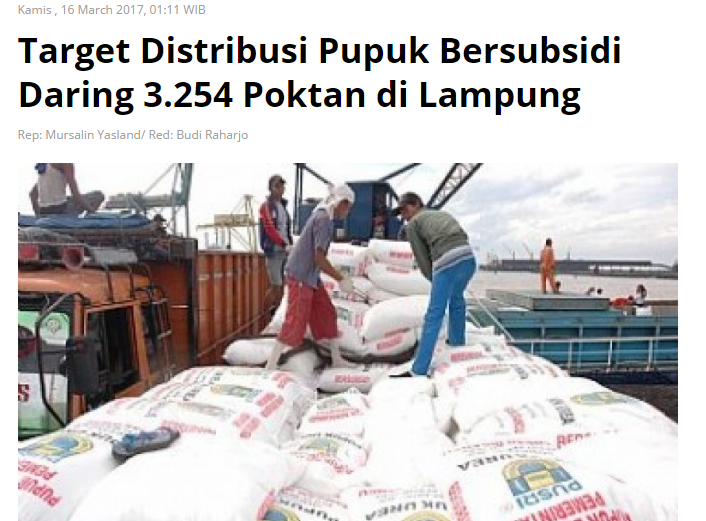 Kamis , 16 March 2017, 01:11 WIB
Target Distribusi Pupuk Bersubsidi
Daring 3.254 Poktan di Lampung
Rep: Mursalin Yasland/ Red: Budi Raharjo
PUPUK
UREA
PUSRI